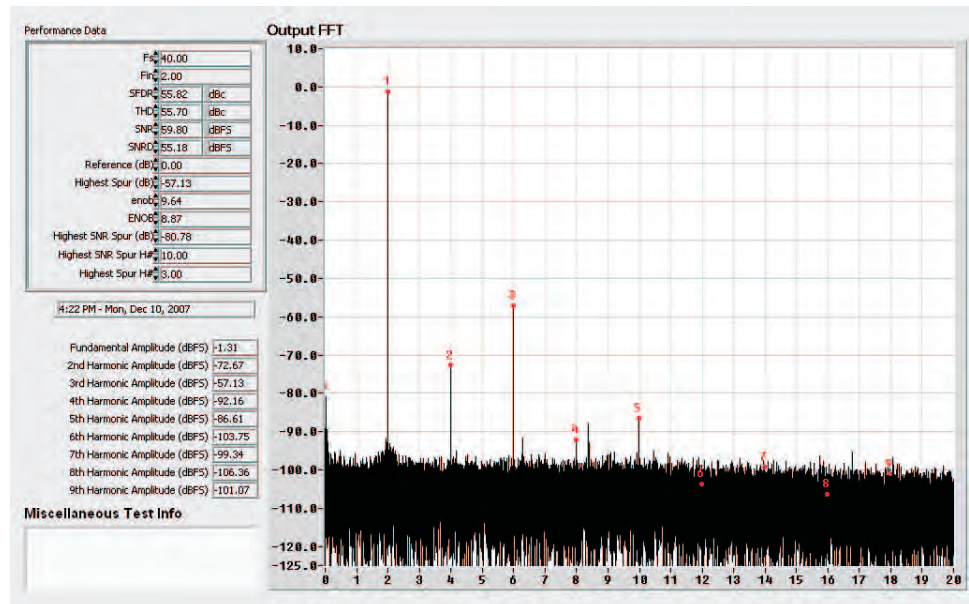 Performance Data
Fs 40.00
Fin 2.00
SFDR 55.82 dBc
THD 55.70 dBc
SNR 59.80 dBFS
SNRD 55.18 dBFS
Reference (dB) 0.00
Highest Spur (dB) -57.13
enob 9.64
ENOB 8.87
Highest SNR Spur (dB) -80.78
Highest SNR Spur H# 10.00
Highest Spur H# 3.00
4:22 PM - Mon, Dec 10, 2007
Fundamental Amplitude (dBFS) -1.31
2nd Harmonic Amplitude (dBFS) -72.67
3rd Harmonic Amplitude (dBFS) -57.13
4th Harmonic Amplitude (dBFS) -92.16
5th Harmonic Amplitude (dBFS) -86.61
6th Harmonic Amplitude (dBFS) -103.75
7th Harmonic Amplitude (dBFS) -99.34
8th Harmonic Amplitude (dBFS) -106.36
9th Harmonic Amplitude (dBFS) -101.07
Miscellaneous Test Info
Output FFT
10.0
0.0
-10.0
-20.0
-30.0
-40.0
-50.0
-60.0
-70.0
-80.0
-90.0
-100.0
-110.0
-120.0
-125.0
1
2
3
4
5
6
7
8
9
0 1 2 3 4 5 6 7 8 9 10 11 12 13 14 15 16 17 18 19 20